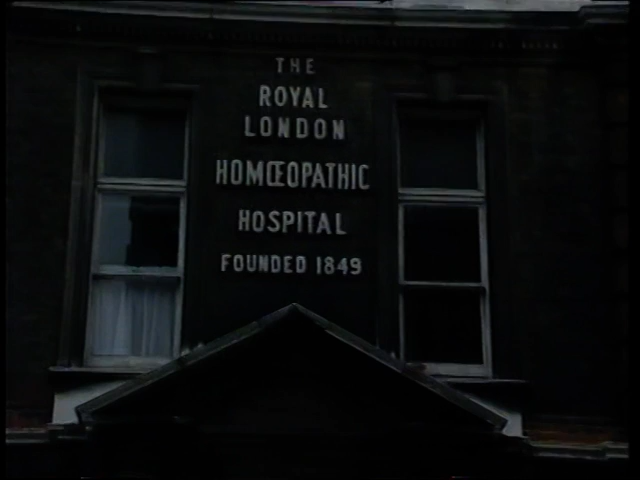 THE
ROYAL
LONDON
HOMŒOPATHIC
HOSPITAL
FOUNDED 1849